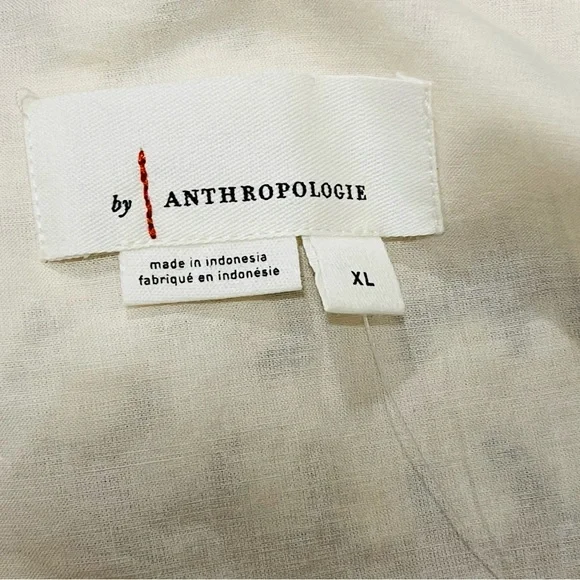 by ANTHROPOLOGIE
made in indonesia
fabriqué en indonésie
XL